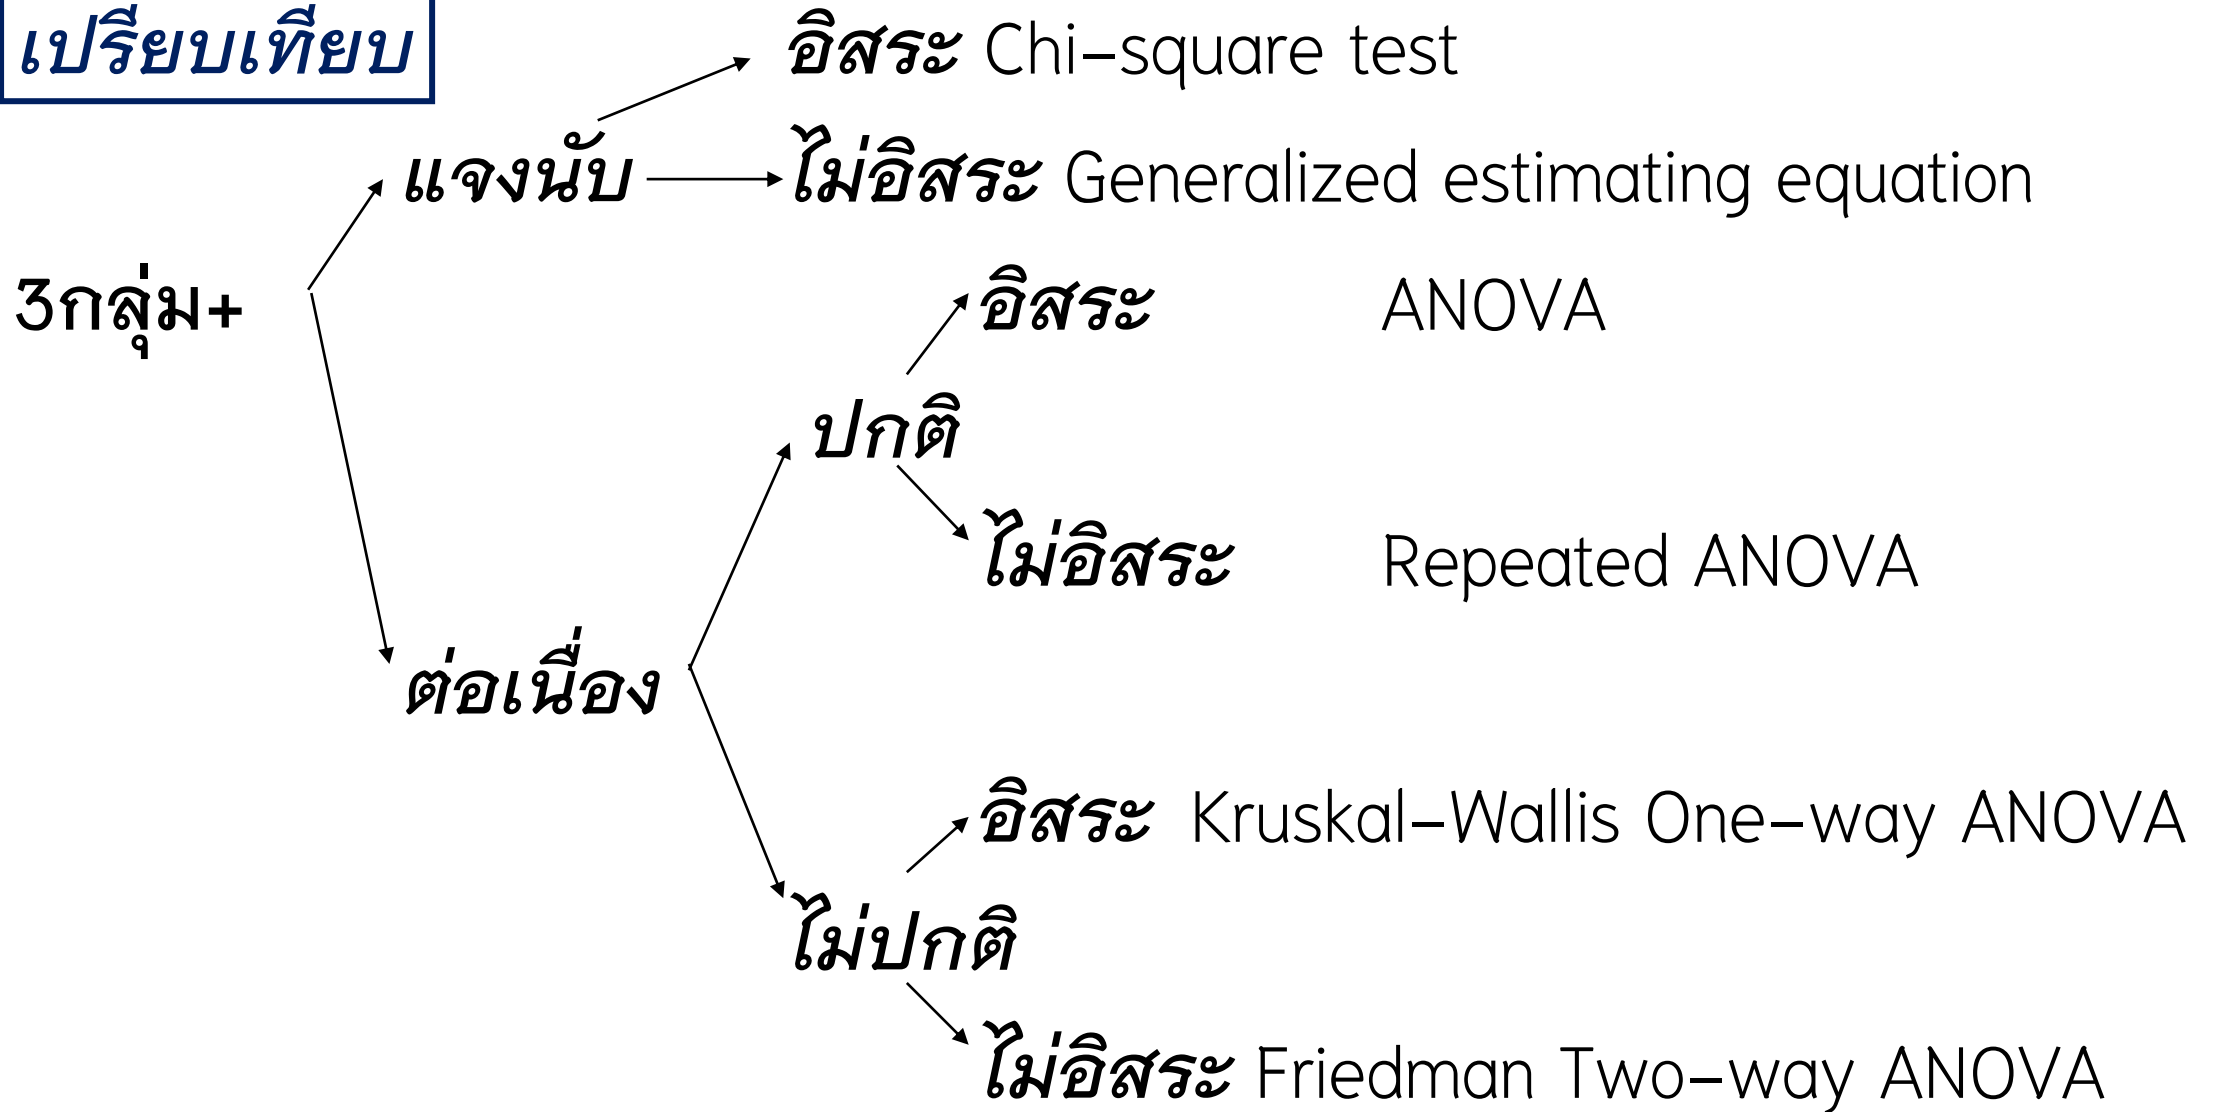 เปรียบเทียบ
อิสระ Chi-square test
แจงนับ ไม่อิสระ Generalized estimating equation
3กลุ่ม+ อิสระ ANOVA
ปกติ
ไม่อิสระ Repeated ANOVA
ต่อเนื่อง
อิสระ Kruskal-Wallis One-way ANOVA
ไม่ปกติ
ไม่อิสระ Friedman Two-way ANOVA